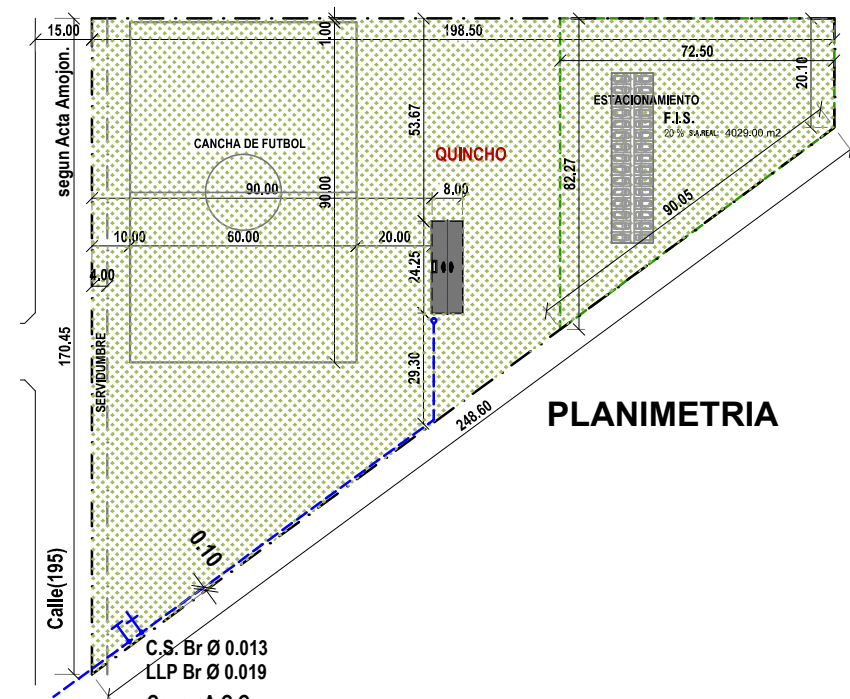 15.00
198.50
1.00
72.50
20.10
segun Acta Amojon.
53.67
ESTACIONAMIENTO
F.I.S.
20 % S.A.REAL: 4029.00 m2
CANCHA DE FUTBOL
QUINCHO
82.27
90.00
90.00
8.00
90.05
10.00
60.00
20.00
24.25
4.00
170.45
SERVIDUMBRE
29.30
248.60
PLANIMETRIA
0.10
Calle(195)
C.S. Br Ø 0.013
LLP Br Ø 0.019